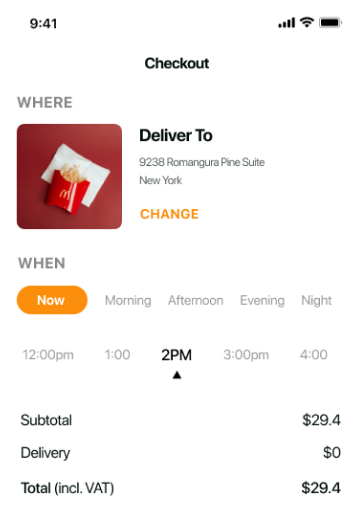 9:41
Checkout
WHERE
Deliver To
9238 Romangura Pine Suite
New York
CHANGE
WHEN
Now Morning Afternoon Evening Night
12:00pm 1:00 2PM 3:00pm 4:00
Subtotal $29.4
Delivery $0
Total (incl. VAT) $29.4